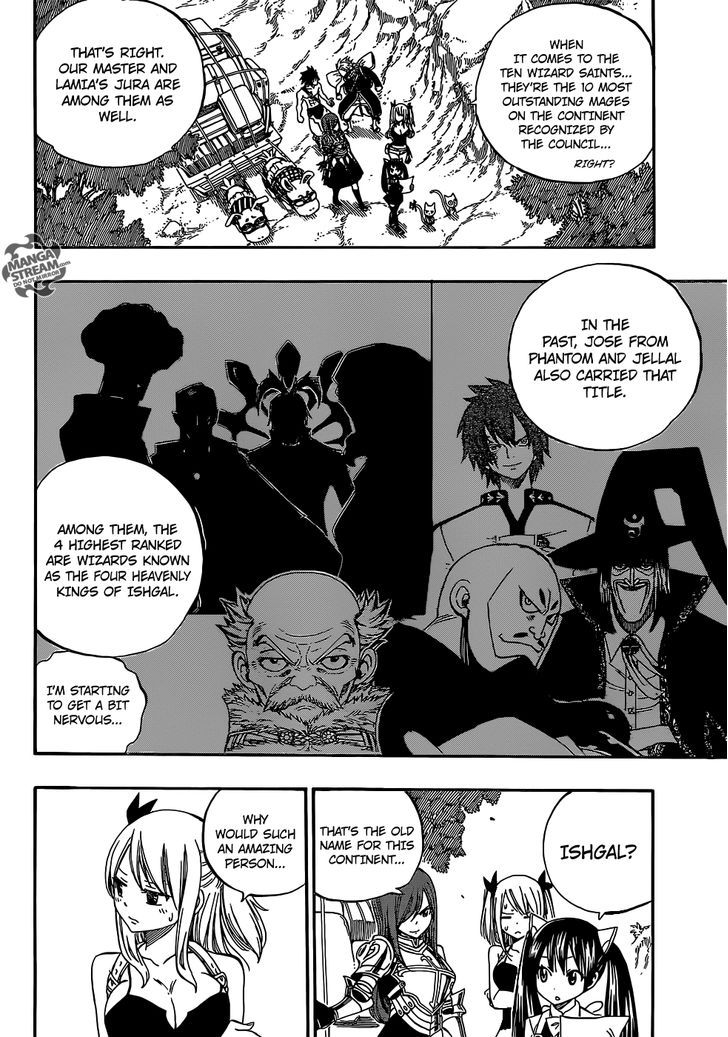 WHEN
IT COMES TO THE
TEN WIZARD SAINTS...
THEY'RE THE 10 MOST
OUTSTANDING MAGES
ON THE CONTINENT
RECOGNIZED BY
THE COUNCIL...
RIGHT?
THAT'S RIGHT.
OUR MASTER AND
LAMIA'S JURA ARE
AMONG THEM AS
WELL.
MANGA
STREAM.com
DO NOT MIRROR
IN THE
PAST, JOSE FROM
PHANTOM AND JELLAL
ALSO CARRIED THAT
TITLE.
AMONG THEM, THE
4 HIGHEST RANKED
ARE WIZARDS KNOWN
AS THE FOUR HEAVENLY
KINGS OF ISHGAL.
I'M STARTING
TO GET A BIT
NERVOUS...
ISHGAL?
THAT'S THE OLD
NAME FOR THIS
CONTINENT...
WHY
WOULD SUCH
AN AMAZING
PERSON...